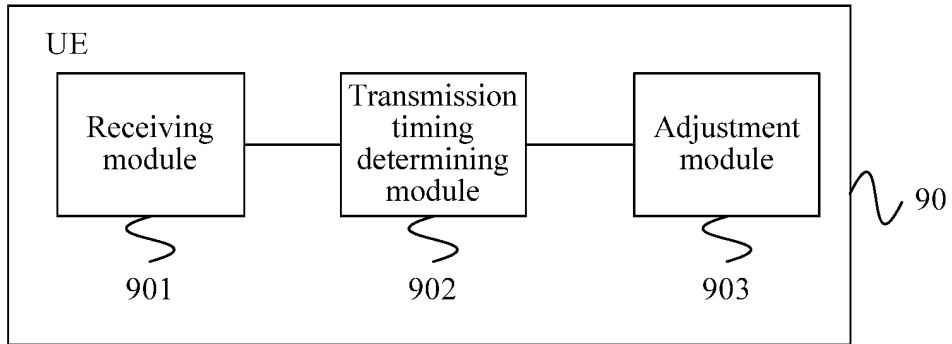 UE
Receiving
module
Transmission
timing
determining
module
Adjustment
module
90
901
902
903